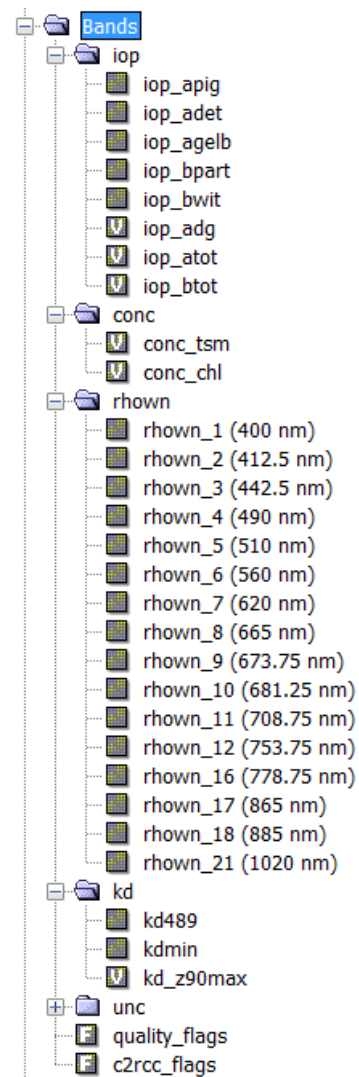 Bands
iop
iop_apig
iop_adet
iop_agelb
iop_bpart
iop_bwit
iop_adg
iop_atot
iop_btot
conc
conc_tsm
conc_chl
rhown
rhown_1 (400 nm)
rhown_2 (412.5 nm)
rhown_3 (442.5 nm)
rhown_4 (490 nm)
rhown_5 (510 nm)
rhown_6 (560 nm)
rhown_7 (620 nm)
rhown_8 (665 nm)
rhown_9 (673.75 nm)
rhown_10 (681.25 nm)
rhown_11 (708.75 nm)
rhown_12 (753.75 nm)
rhown_16 (778.75 nm)
rhown_17 (865 nm)
rhown_18 (885 nm)
rhown_21 (1020 nm)
kd
kd489
kdmin
kd_z90max
unc
quality_flags
c2rcc_flags